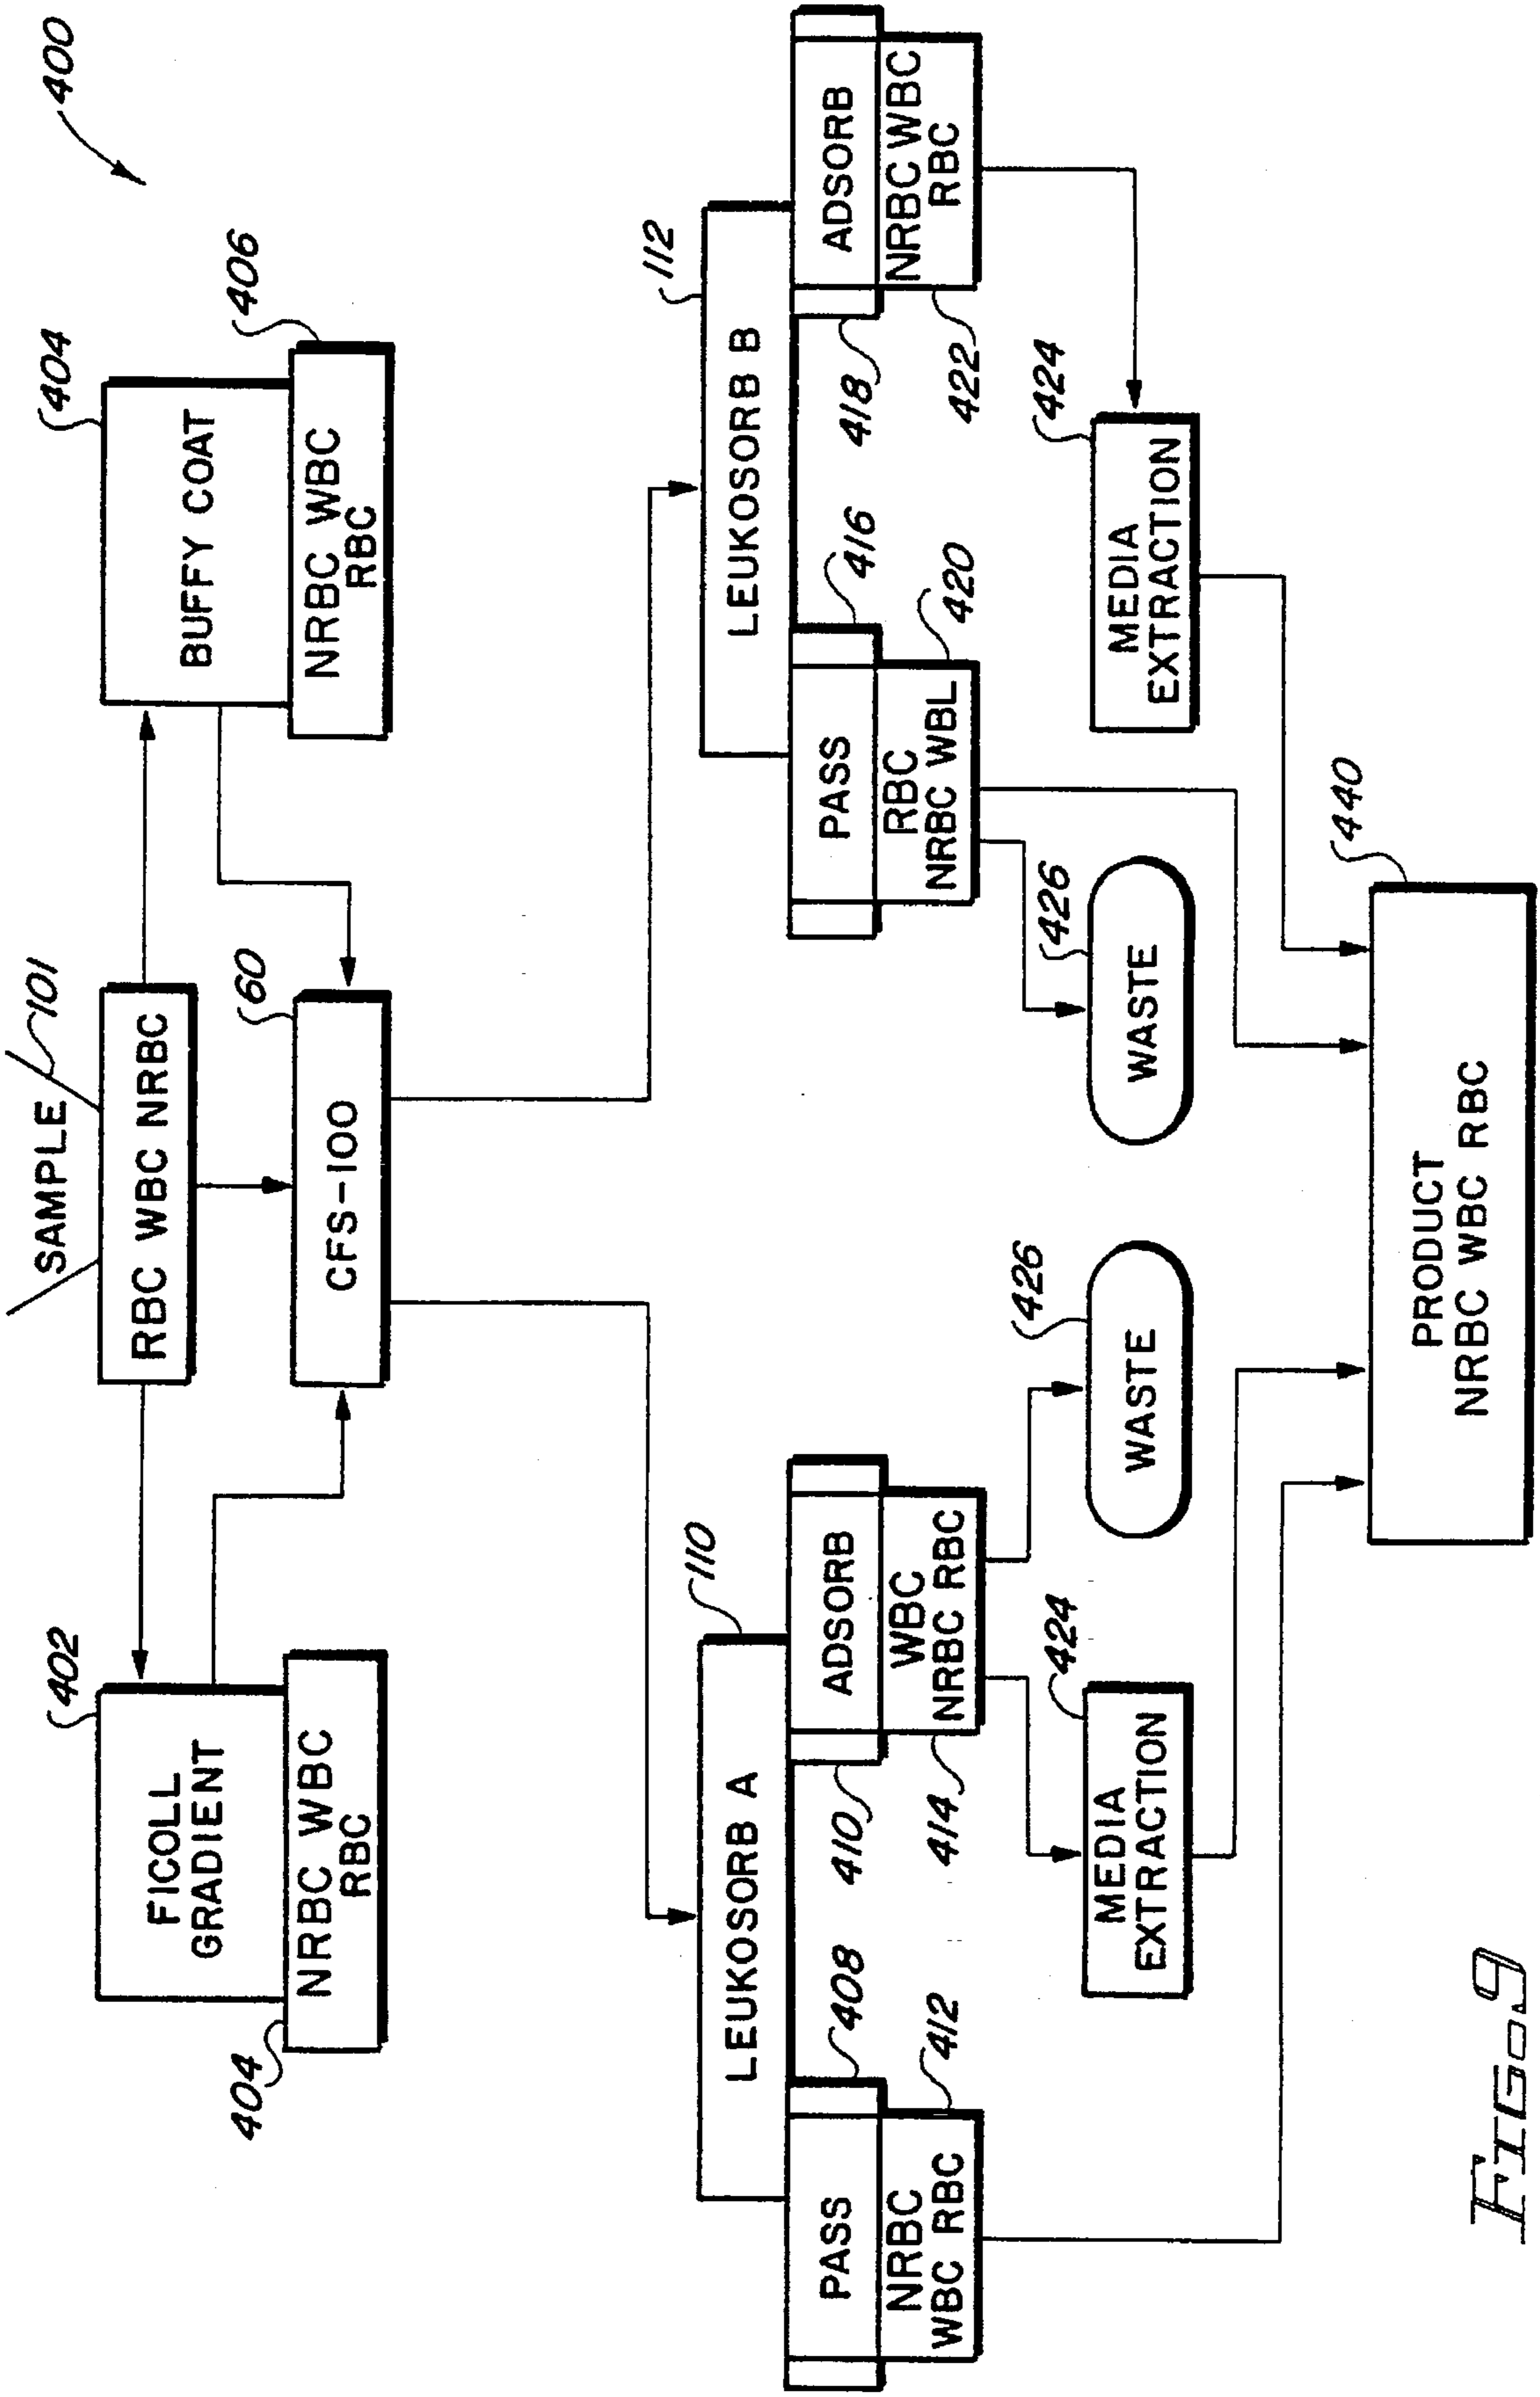 400
SAMPLE
101
RBC WBC NRBC
402
FICOLL
GRADIENT
404
NRBC WBC
RBC
404
BUFFY COAT
406
NRBC WBC
RBC
60
CFS-100
110
LEUKOSORB A
112
LEUKOSORB B
PASS
408
NRBC
WBC RBC
412
ADSORB
410
WBC
NRBC RBC
414
PASS
416
RBC
NRBC WBL
420
ADSORB
418
NRBC WBC
RBC
422
424
MEDIA
EXTRACTION
426
WASTE
426
WASTE
424
MEDIA
EXTRACTION
440
PRODUCT
NRBC WBC RBC
FIG. 9